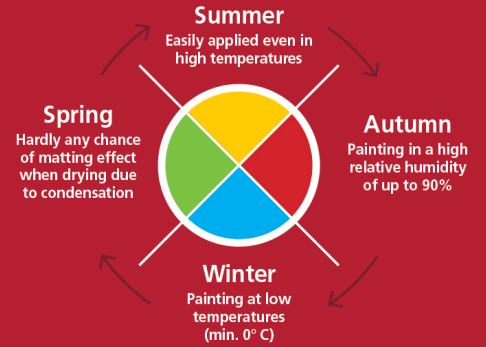 Summer
Easily applied even in
high temperatures
Spring
Hardly any chance
of matting effect
when drying due
to condensation
Autumn
Painting in a high
relative humidity
of up to 90%
Winter
Painting at low
temperatures
(min. 0° C)